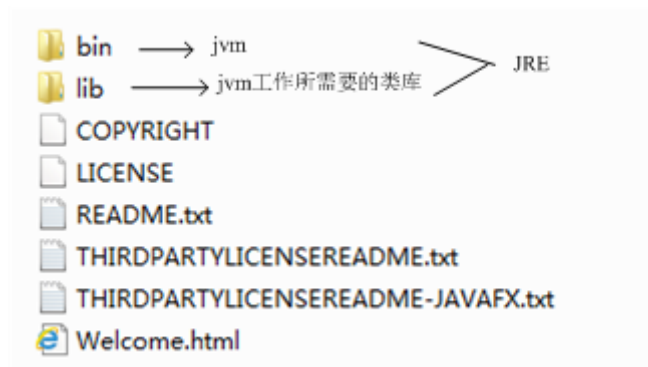 bin jvm
lib jvm工作所需要的类库 JRE
COPYRIGHT
LICENSE
README.txt
THIRDPARTYLICENSEREADME.txt
THIRDPARTYLICENSEREADME-JAVAFX.txt
Welcome.html